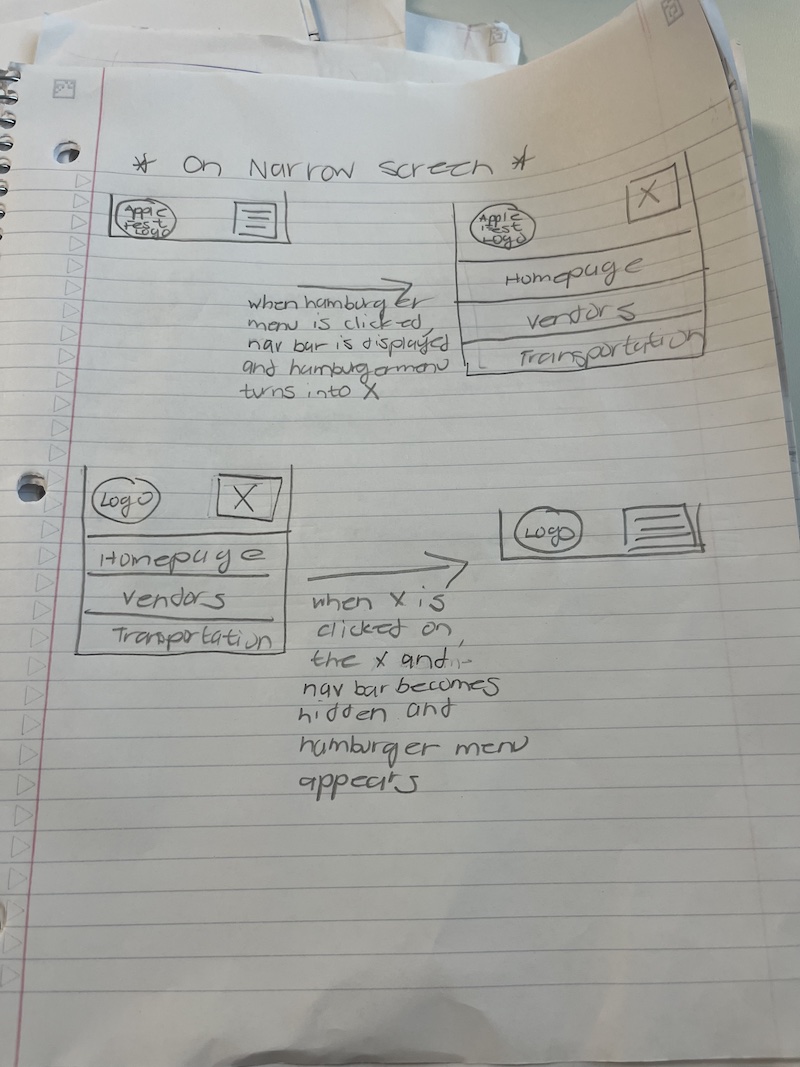 * On Narrow screen *
Apple
Fest
Logo
when hamburger
menu is clicked,
nav bar is displayed
and hamburger menu
turns into X
Apple
Fest
Logo
X
Homepage
Vendors
Transportation
Logo
X
Homepage
Vendors
Transportation
when X is
clicked on,
the X and
nav bar becomes
hidden and
hamburger menu
appears
Logo